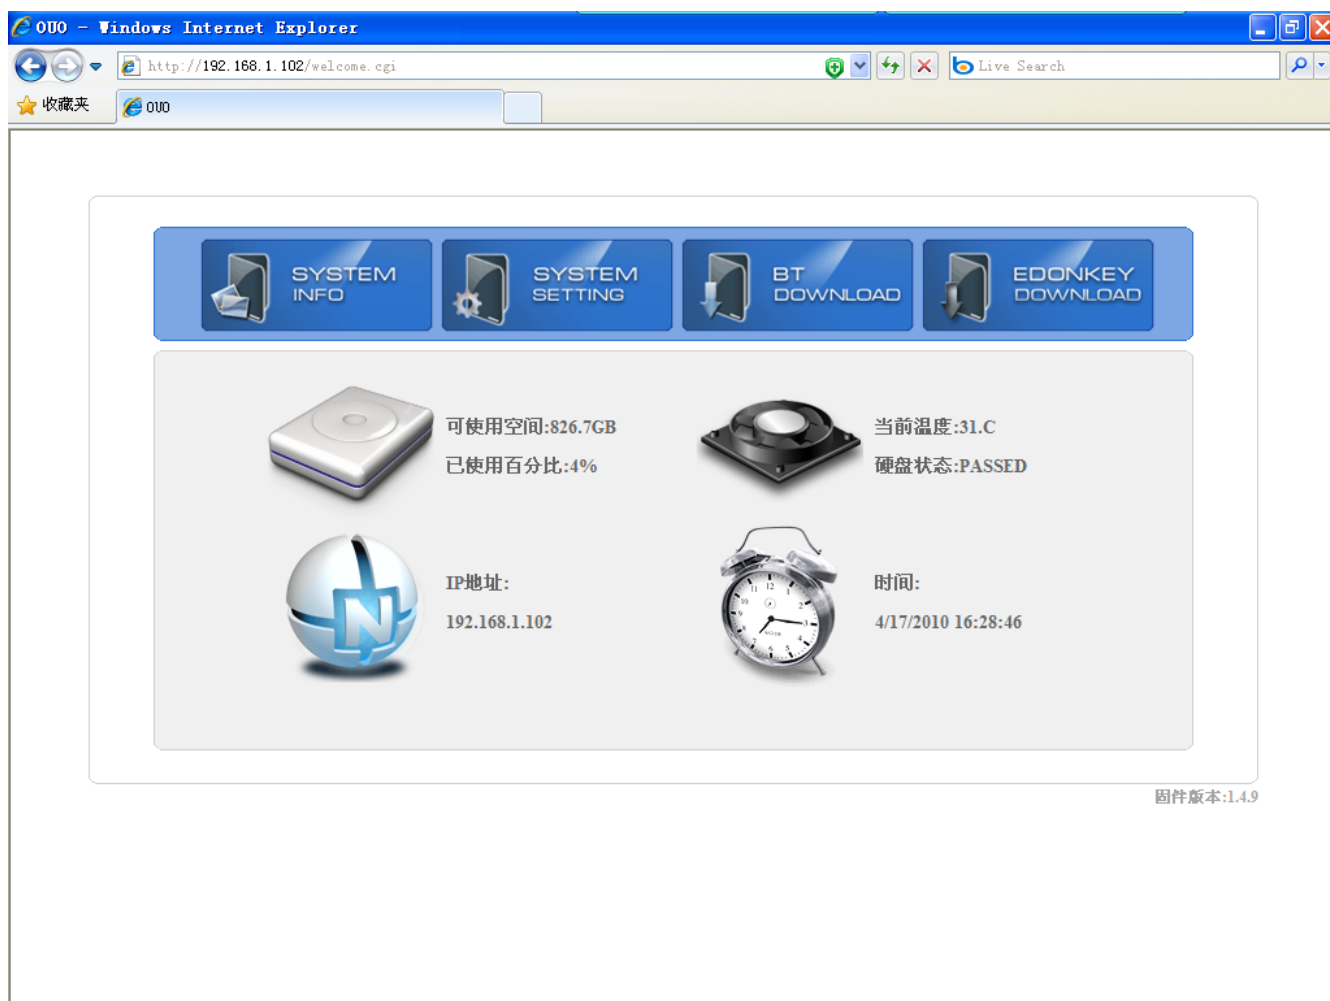 OUO - Windows Internet Explorer
http://192.168.1.102/welcome.cgi
Live Search
收藏夹
OUO
SYSTEM INFO
SYSTEM SETTING
BT DOWNLOAD
EDONKEY DOWNLOAD
可使用空间:826.7GB
已使用百分比:4%
当前温度:31.C
硬盘状态:PASSED
IP地址:
192.168.1.102
时间:
4/17/2010 16:28:46
固件版本:1.4.9